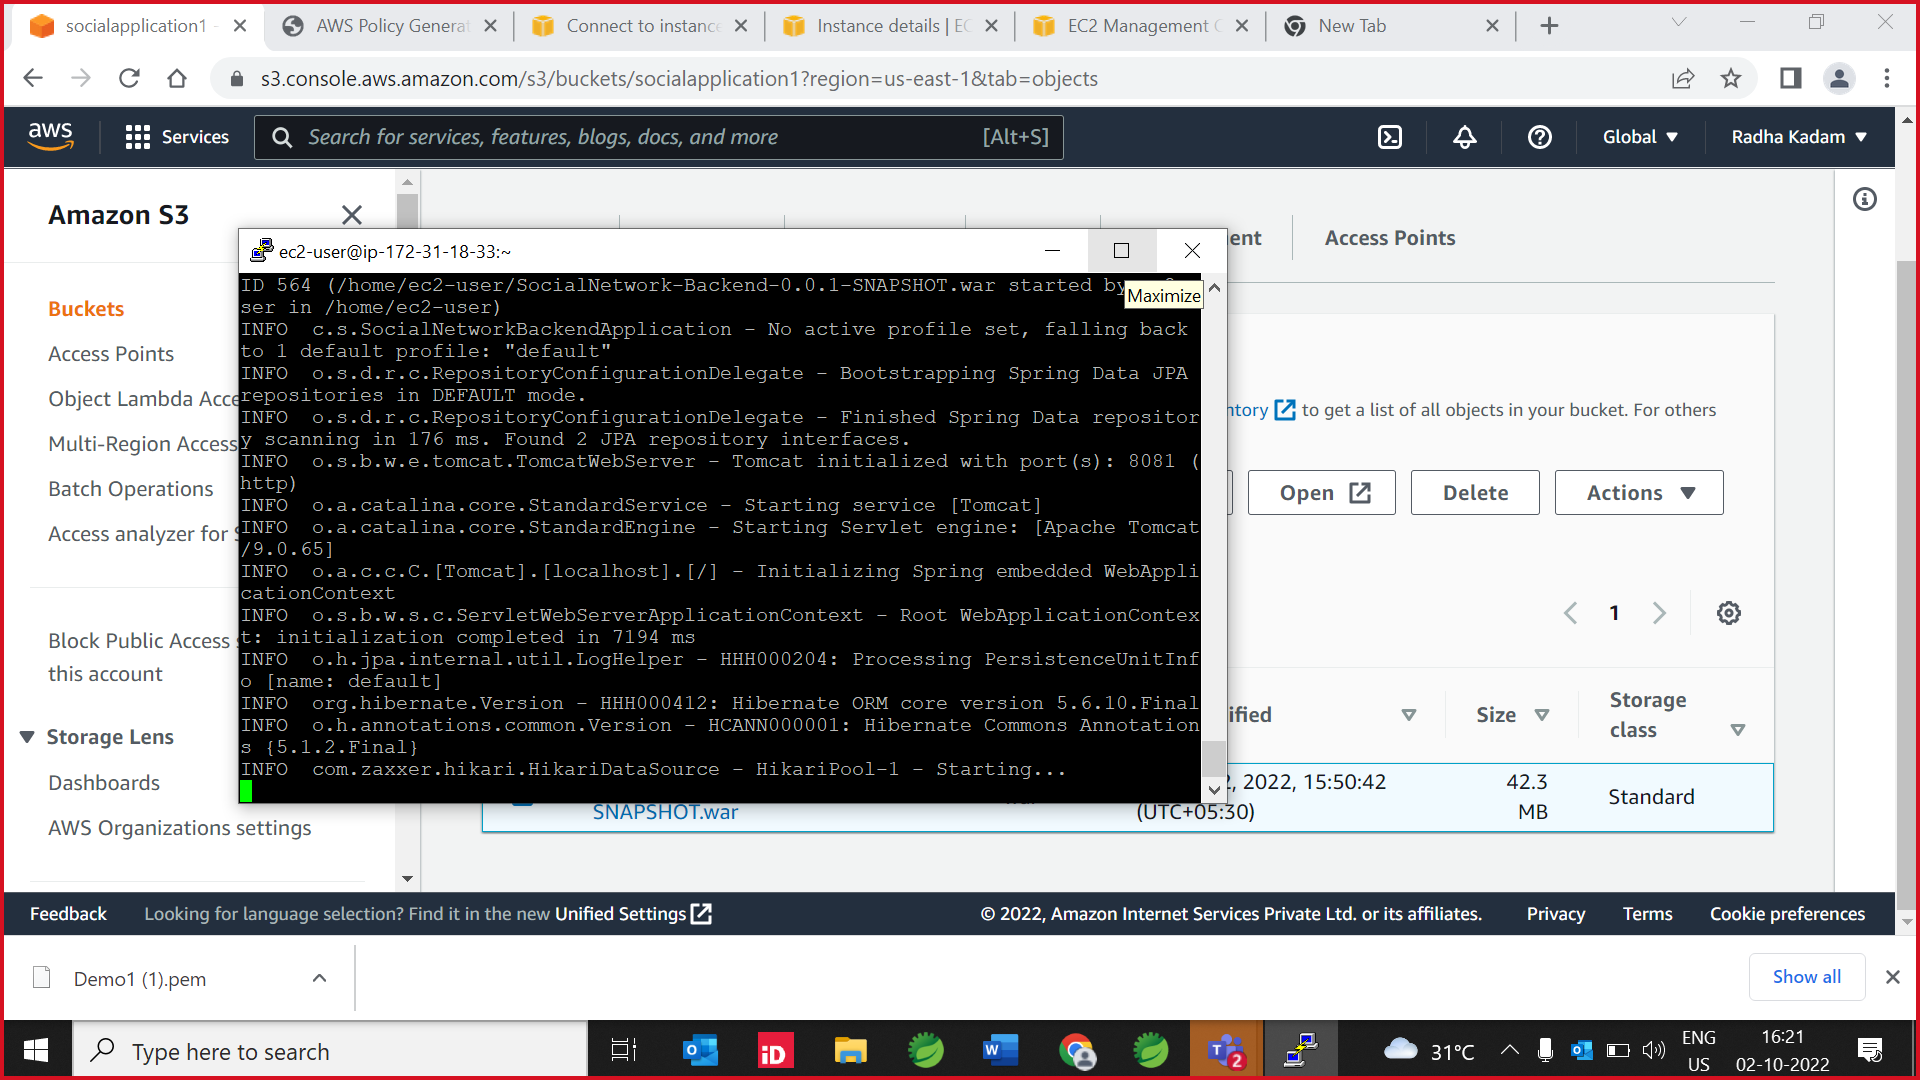 socialapplication1 -
AWS Policy Generat
Connect to instance
Instance details | EC
EC2 Management C
New Tab
s3.console.aws.amazon.com/s3/buckets/socialapplication1?region=us-east-1&tab=objects
aws
Services
Search for services, features, blogs, docs, and more
[Alt+S]
Global
Radha Kadam
Amazon S3
Buckets
Access Points
Object Lambda Acce
Multi-Region Access
Batch Operations
Access analyzer for S
Block Public Access s
this account
Storage Lens
Dashboards
AWS Organizations settings
ent
Access Points
ntory to get a list of all objects in your bucket. For others
Open
Delete
Actions
1
ified
Size
Storage
class
2, 2022, 15:50:42
(UTC+05:30)
42.3
MB
Standard
SNAPSHOT.war
ec2-user@ip-172-31-18-33:~
Maximize
ID 564 (/home/ec2-user/SocialNetwork-Backend-0.0.1-SNAPSHOT.war started by
ser in /home/ec2-user)
INFO  c.s.SocialNetworkBackendApplication - No active profile set, falling back
to 1 default profile: "default"
INFO  o.s.d.r.c.RepositoryConfigurationDelegate - Bootstrapping Spring Data JPA
repositories in DEFAULT mode.
INFO  o.s.d.r.c.RepositoryConfigurationDelegate - Finished Spring Data repositor
y scanning in 176 ms. Found 2 JPA repository interfaces.
INFO  o.s.b.w.e.tomcat.TomcatWebServer - Tomcat initialized with port(s): 8081 (
http)
INFO  o.a.catalina.core.StandardService - Starting service [Tomcat]
INFO  o.a.catalina.core.StandardEngine - Starting Servlet engine: [Apache Tomcat
/9.0.65]
INFO  o.a.c.c.C.[Tomcat].[localhost].[/] - Initializing Spring embedded WebAppli
cationContext
INFO  o.s.b.w.s.c.ServletWebServerApplicationContext - Root WebApplicationContex
t: initialization completed in 7194 ms
INFO  o.h.jpa.internal.util.LogHelper - HHH000204: Processing PersistenceUnitInf
o [name: default]
INFO  org.hibernate.Version - HHH000412: Hibernate ORM core version 5.6.10.Final
INFO  o.h.annotations.common.Version - HCANN000001: Hibernate Commons Annotation
s {5.1.2.Final}
INFO  com.zaxxer.hikari.HikariDataSource - HikariPool-1 - Starting...
Feedback
Looking for language selection? Find it in the new Unified Settings
© 2022, Amazon Internet Services Private Ltd. or its affiliates.
Privacy
Terms
Cookie preferences
Demo1 (1).pem
Show all
Type here to search
31°C
ENG
US
16:21
02-10-2022